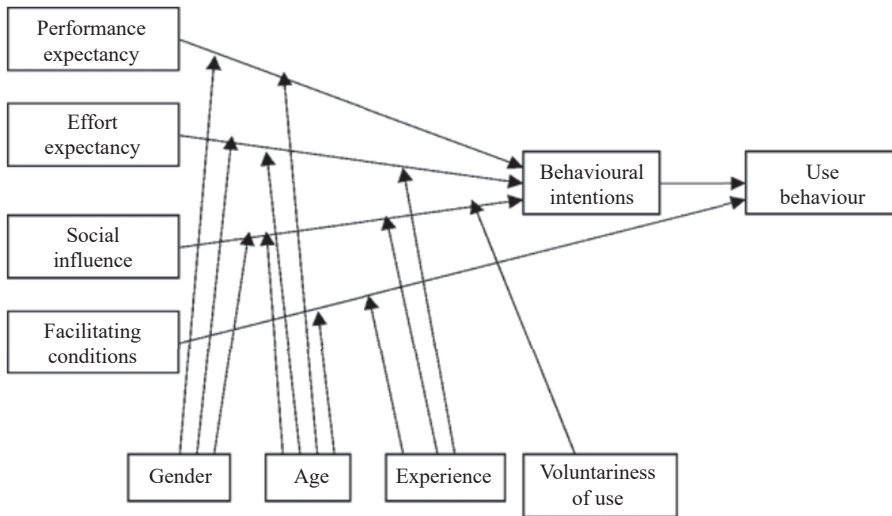 Performance
expectancy
Effort
expectancy
Social
influence
Facilitating
conditions
Behavioural
intentions
Use
behaviour
Gender
Age
Experience
Voluntariness
of use